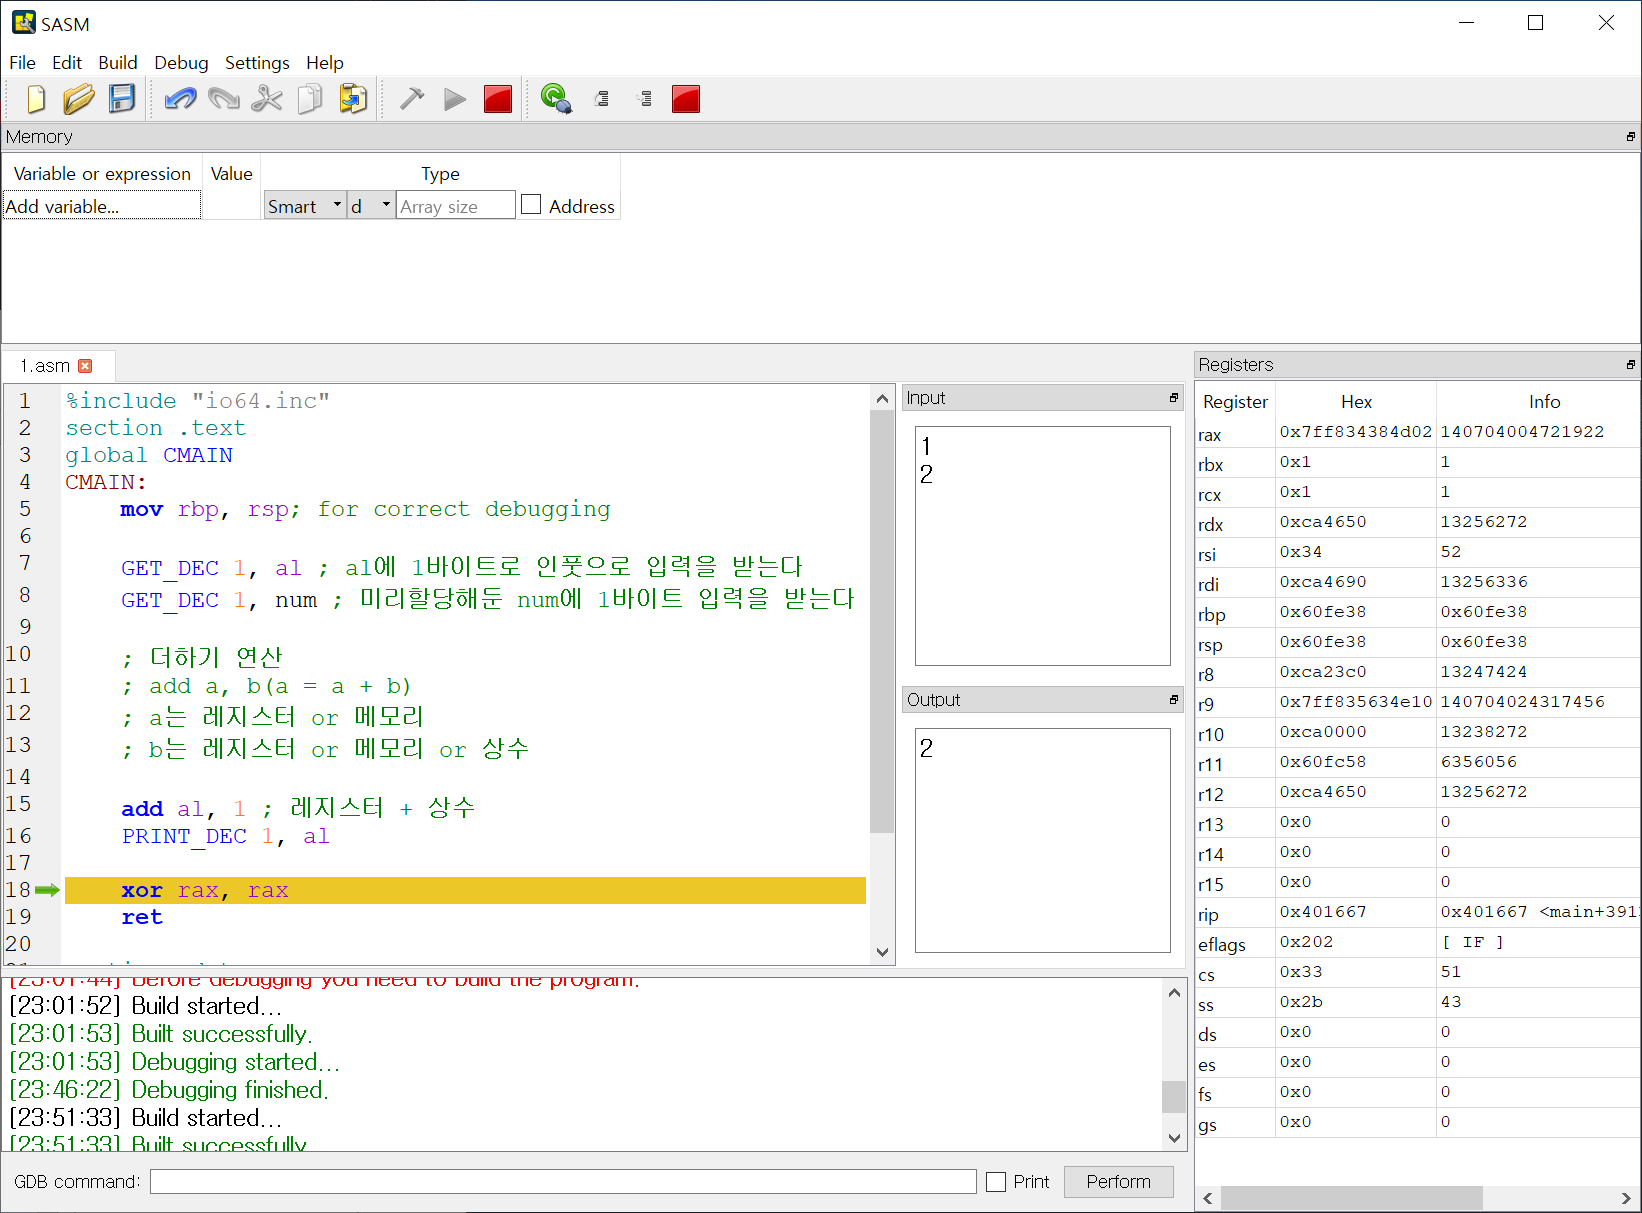 SASM
File Edit Build Debug Settings Help
Memory
Variable or expression Value Type
Add variable... Smart d Array size Address
1.asm
1 %include "io64.inc"
2 section .text
3 global CMAIN
4 CMAIN:
5 mov rbp, rsp; for correct debugging
6
7 GET_DEC 1, al ; al에 1바이트로 인풋으로 입력을 받는다
8 GET_DEC 1, num ; 미리할당해둔 num에 1바이트 입력을 받는다
9
10 ; 더하기 연산
11 ; add a, b(a = a + b)
12 ; a는 레지스터 or 메모리
13 ; b는 레지스터 or 메모리 or 상수
14
15 add al, 1 ; 레지스터 + 상수
16 PRINT_DEC 1, al
17
18 xor rax, rax
19 ret
20
Input
1
2
Output
2
Registers
Register Hex Info
rax 0x7ff834384d02 140704004721922
rbx 0x1 1
rcx 0x1 1
rdx 0xca4650 13256272
rsi 0x34 52
rdi 0xca4690 13256336
rbp 0x60fe38 0x60fe38
rsp 0x60fe38 0x60fe38
r8 0xca23c0 13247424
r9 0x7ff835634e10 140704024317456
r10 0xca0000 13238272
r11 0x60fc58 6356056
r12 0xca4650 13256272
r13 0x0 0
r14 0x0 0
r15 0x0 0
rip 0x401667 0x401667 <main+391
eflags 0x202 [ IF ]
cs 0x33 51
ss 0x2b 43
ds 0x0 0
es 0x0 0
fs 0x0 0
gs 0x0 0
[23:01:44] Before debugging you need to build the program.
[23:01:52] Build started...
[23:01:53] Built successfully.
[23:01:53] Debugging started...
[23:46:22] Debugging finished.
[23:51:33] Build started...
[23:51:33] Built successfully
GDB command: Print Perform